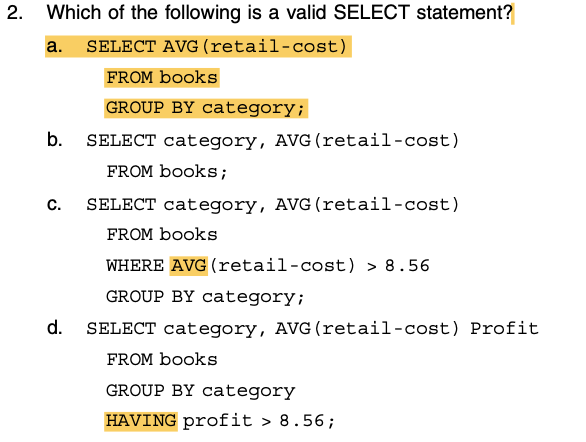 2. Which of the following is a valid SELECT statement?
a. SELECT AVG(retail-cost)
FROM books
GROUP BY category;
b. SELECT category, AVG(retail-cost)
FROM books;
c. SELECT category, AVG(retail-cost)
FROM books
WHERE AVG(retail-cost) > 8.56
GROUP BY category;
d. SELECT category, AVG(retail-cost) Profit
FROM books
GROUP BY category
HAVING profit > 8.56;